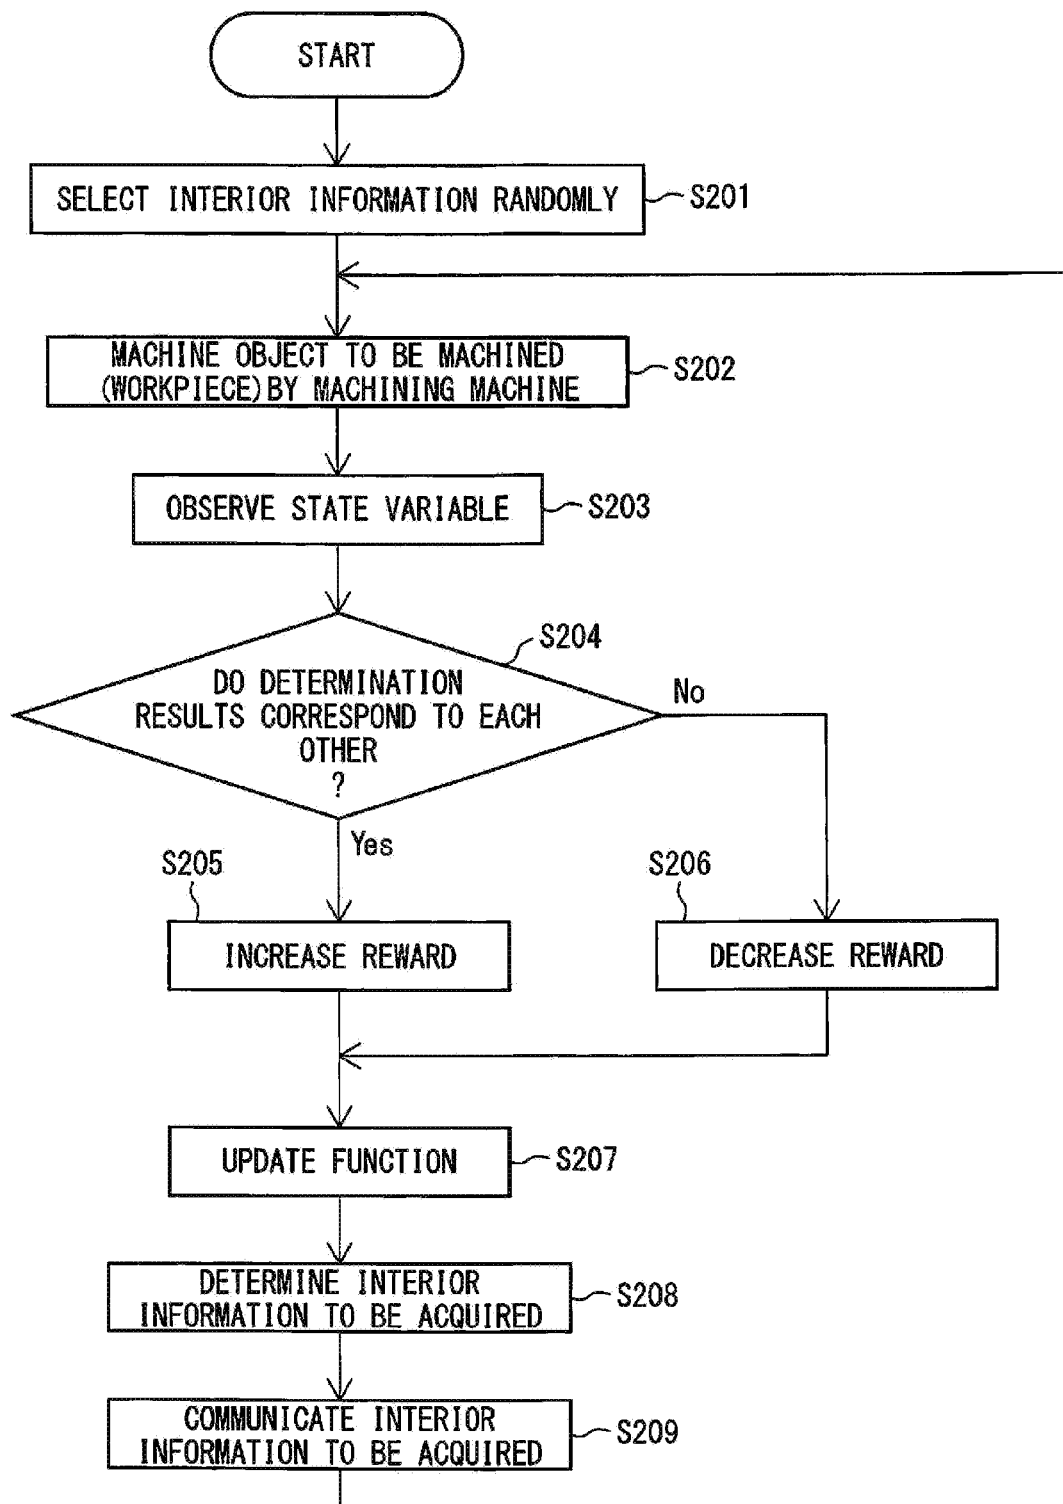 START
SELECT INTERIOR INFORMATION RANDOMLY
S201
MACHINE OBJECT TO BE MACHINED
(WORKPIECE)BY MACHINING MACHINE
S202
OBSERVE STATE VARIABLE
S203
S204
DO DETERMINATION
RESULTS CORRESPOND TO EACH
OTHER
?
No
Yes
S205
INCREASE REWARD
S206
DECREASE REWARD
UPDATE FUNCTION
S207
DETERMINE INTERIOR
INFORMATION TO BE ACQUIRED
S208
COMMUNICATE INTERIOR
INFORMATION TO BE ACQUIRED
S209